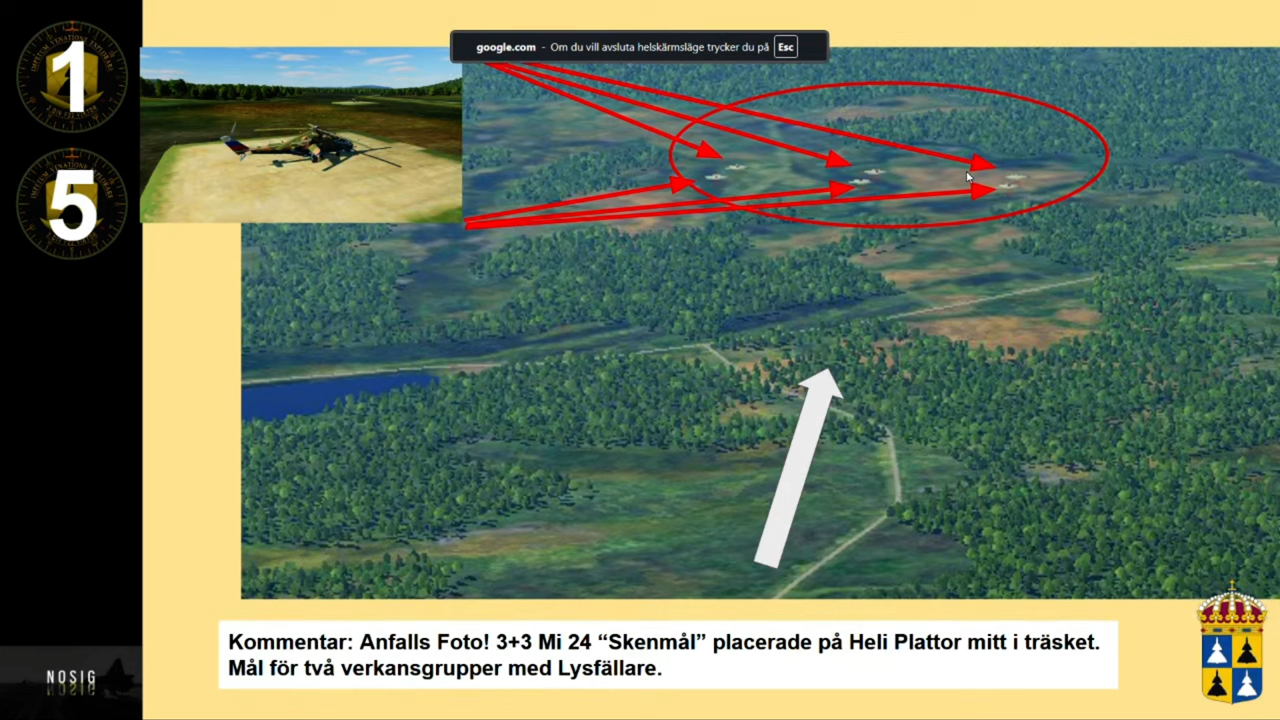 1
5
google.com - Om du vill avsluta helskärmsläge trycker du på Esc
Kommentar: Anfalls Foto! 3+3 Mi 24 “Skenmål” placerade på Heli Plattor mitt i träsket.
Mål för två verkansgrupper med Lysfällare.
NOSIG